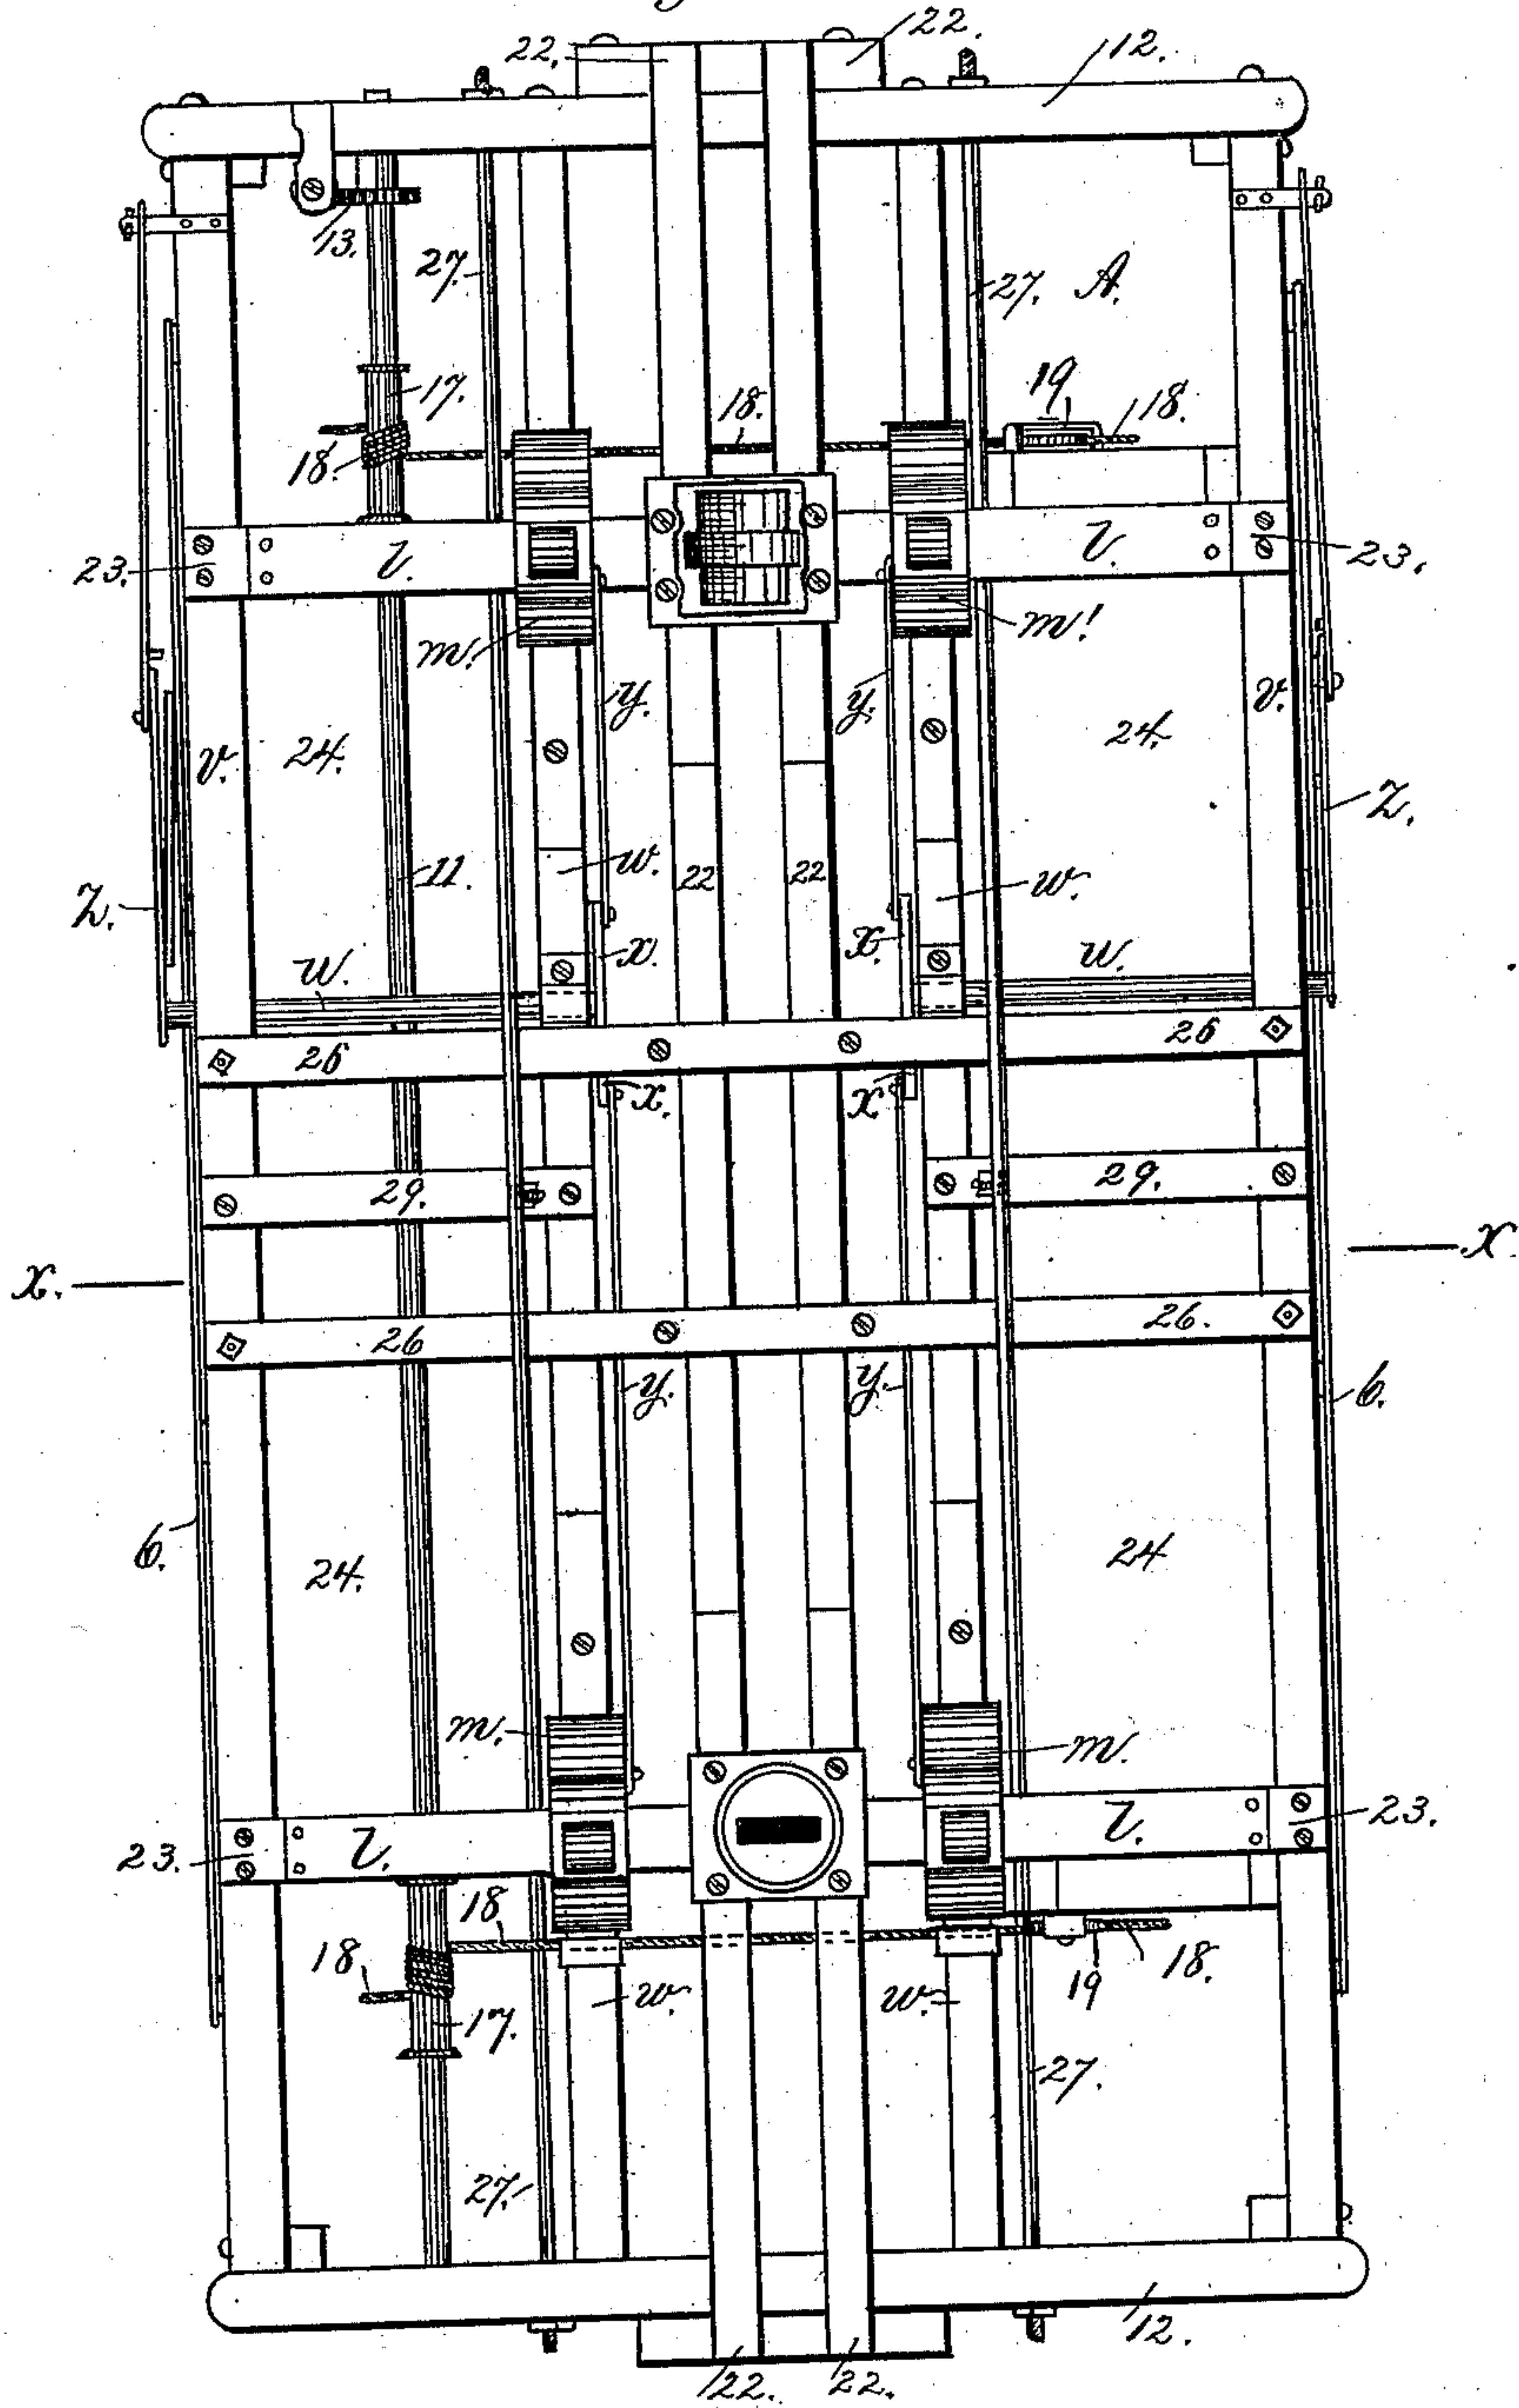 22. 22. 12.
13. 27. 27. A.
17. 18. 19 18.
18.
23. l. l. 23.
m! m!
y. y. v.
v. 24. 24.
Z.
11. w. 22 22 w.
Z. x. x.
u. u.
26 26
x. x
29. 29.
X. X.
26 26.
y. y. 6.
6. 24. 24
m. m.
23. l. l. 23.
18
18 w. w. 19 18.
17.
27.
27.
12.
22. 22.